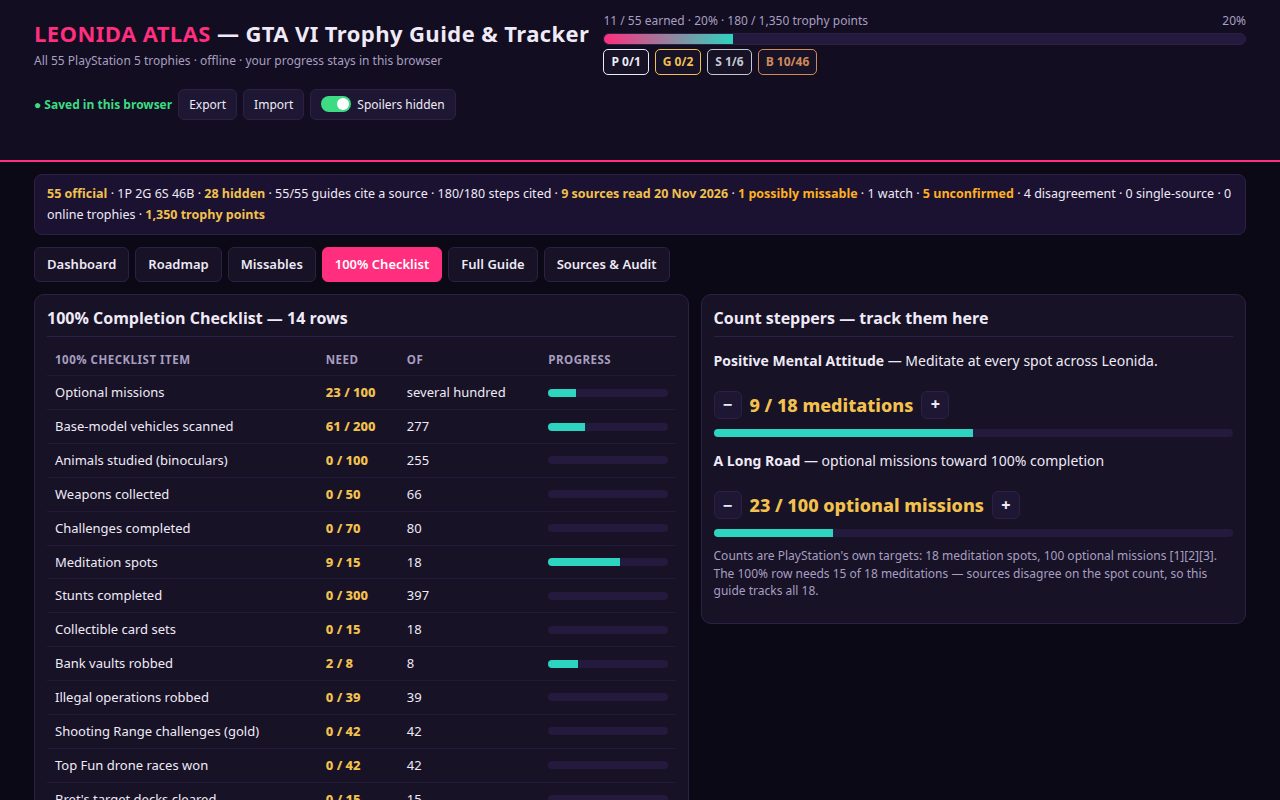 LEONIDA ATLAS — GTA VI Trophy Guide & Tracker
All 55 PlayStation 5 trophies · offline · your progress stays in this browser
11 / 55 earned · 20% · 180 / 1,350 trophy points 20%
P 0/1 G 0/2 S 1/6 B 10/46
● Saved in this browser Export Import Spoilers hidden
55 official · 1P 2G 6S 46B · 28 hidden · 55/55 guides cite a source · 180/180 steps cited · 9 sources read 20 Nov 2026 · 1 possibly missable · 1 watch · 5 unconfirmed · 4 disagreement · 0 single-source · 0
online trophies · 1,350 trophy points
Dashboard Roadmap Missables 100% Checklist Full Guide Sources & Audit
100% Completion Checklist — 14 rows
100% CHECKLIST ITEM NEED OF PROGRESS
Optional missions 23 / 100 several hundred
Base-model vehicles scanned 61 / 200 277
Animals studied (binoculars) 0 / 100 255
Weapons collected 0 / 50 66
Challenges completed 0 / 70 80
Meditation spots 9 / 15 18
Stunts completed 0 / 300 397
Collectible card sets 0 / 15 18
Bank vaults robbed 2 / 8 8
Illegal operations robbed 0 / 39 39
Shooting Range challenges (gold) 0 / 42 42
Top Fun drone races won 0 / 42 42
Bret's target decks cleared 0 / 15 15
Count steppers — track them here
Positive Mental Attitude — Meditate at every spot across Leonida.
− 9 / 18 meditations +
A Long Road — optional missions toward 100% completion
− 23 / 100 optional missions +
Counts are PlayStation's own targets: 18 meditation spots, 100 optional missions [1][2][3].
The 100% row needs 15 of 18 meditations — sources disagree on the spot count, so this
guide tracks all 18.